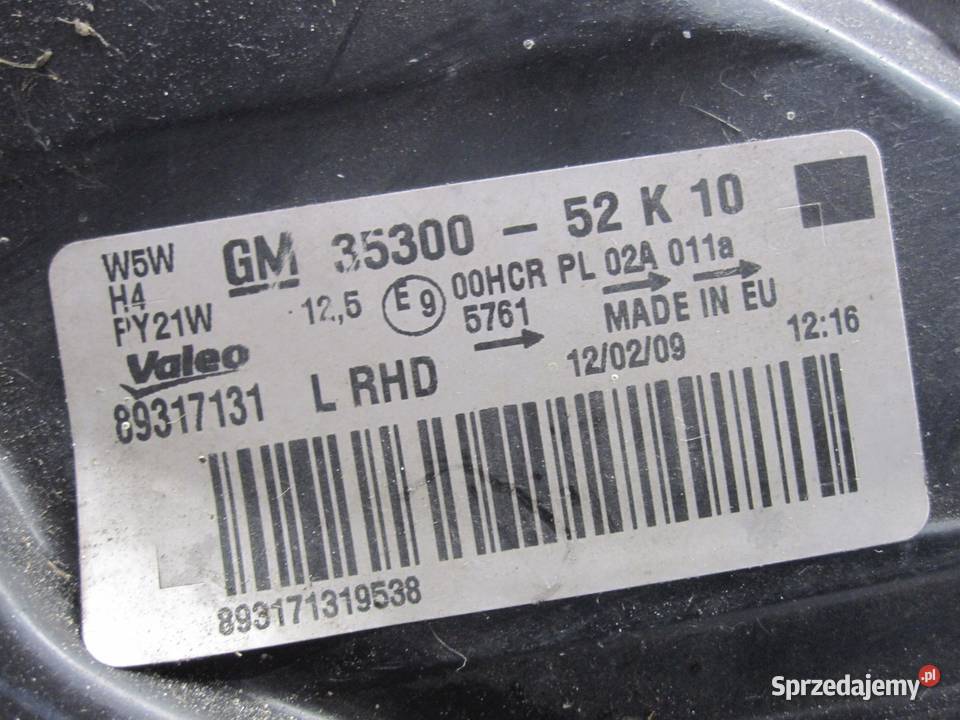 W5W
H4
PY21W
GM 35300 - 52 K 10
12,5 E9 00HCR PL 02A 011a
5761
MADE IN EU
Valeo
89317131
L RHD
12/02/09 12:16
893171319538
Sprzedajemy.pl